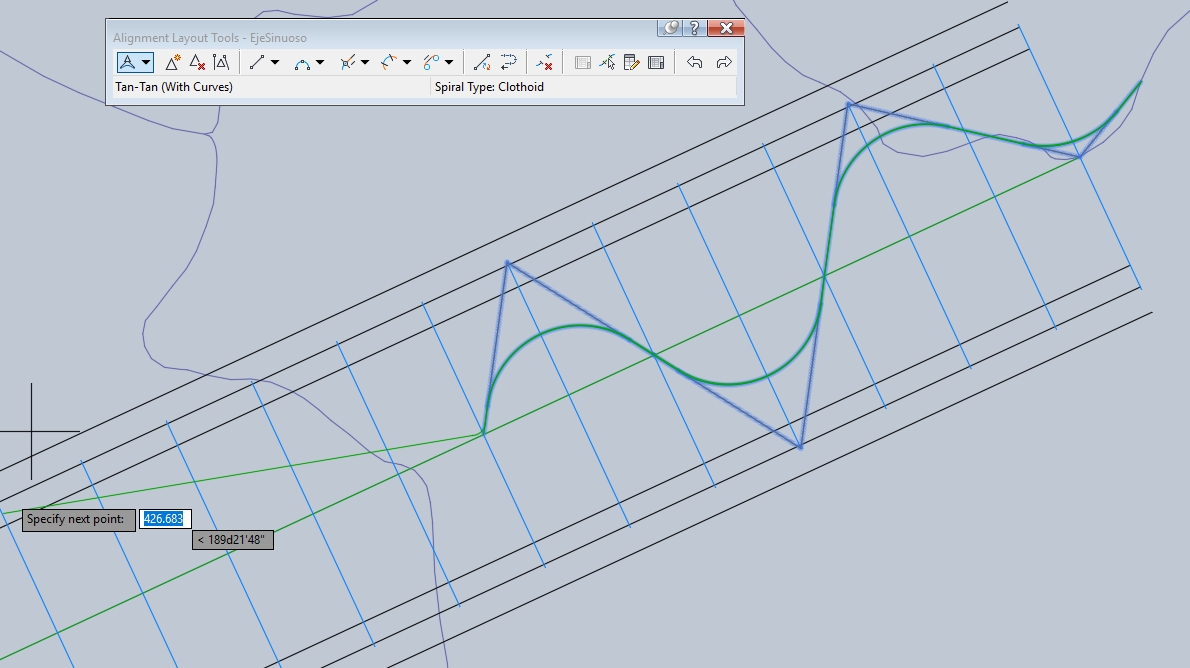 Alignment Layout Tools - EjeSinuoso
Tan-Tan (With Curves)
Spiral Type: Clothoid
Specify next point:
426.683
< 189d21'48"